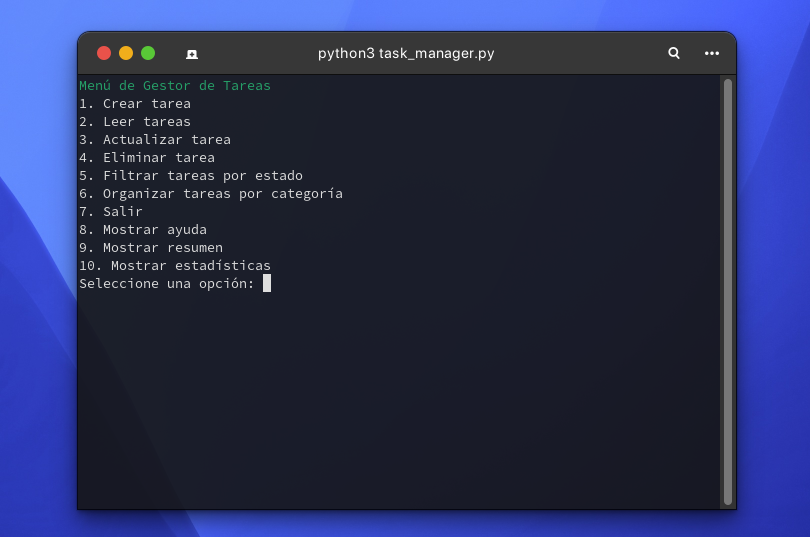 python3 task_manager.py
Menú de Gestor de Tareas
1. Crear tarea
2. Leer tareas
3. Actualizar tarea
4. Eliminar tarea
5. Filtrar tareas por estado
6. Organizar tareas por categoría
7. Salir
8. Mostrar ayuda
9. Mostrar resumen
10. Mostrar estadísticas
Seleccione una opción: